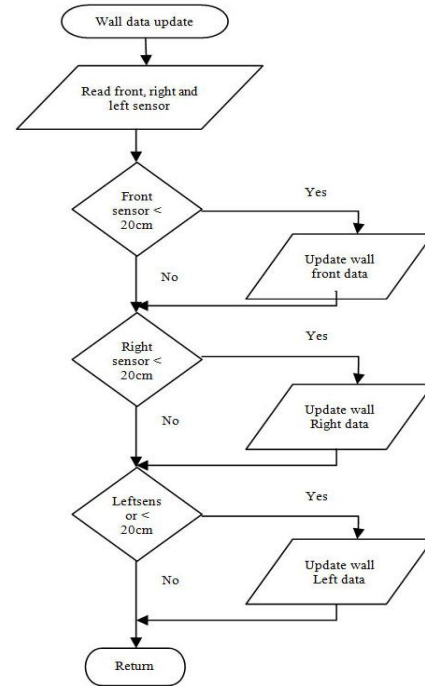 Wall data update
Read front, right and
left sensor
Front
sensor <
20cm
Yes
Update wall
front data
No
Right
sensor <
20cm
Yes
Update wall
Right data
No
Leftsens
or <
20cm
Yes
Update wall
Left data
No
Return